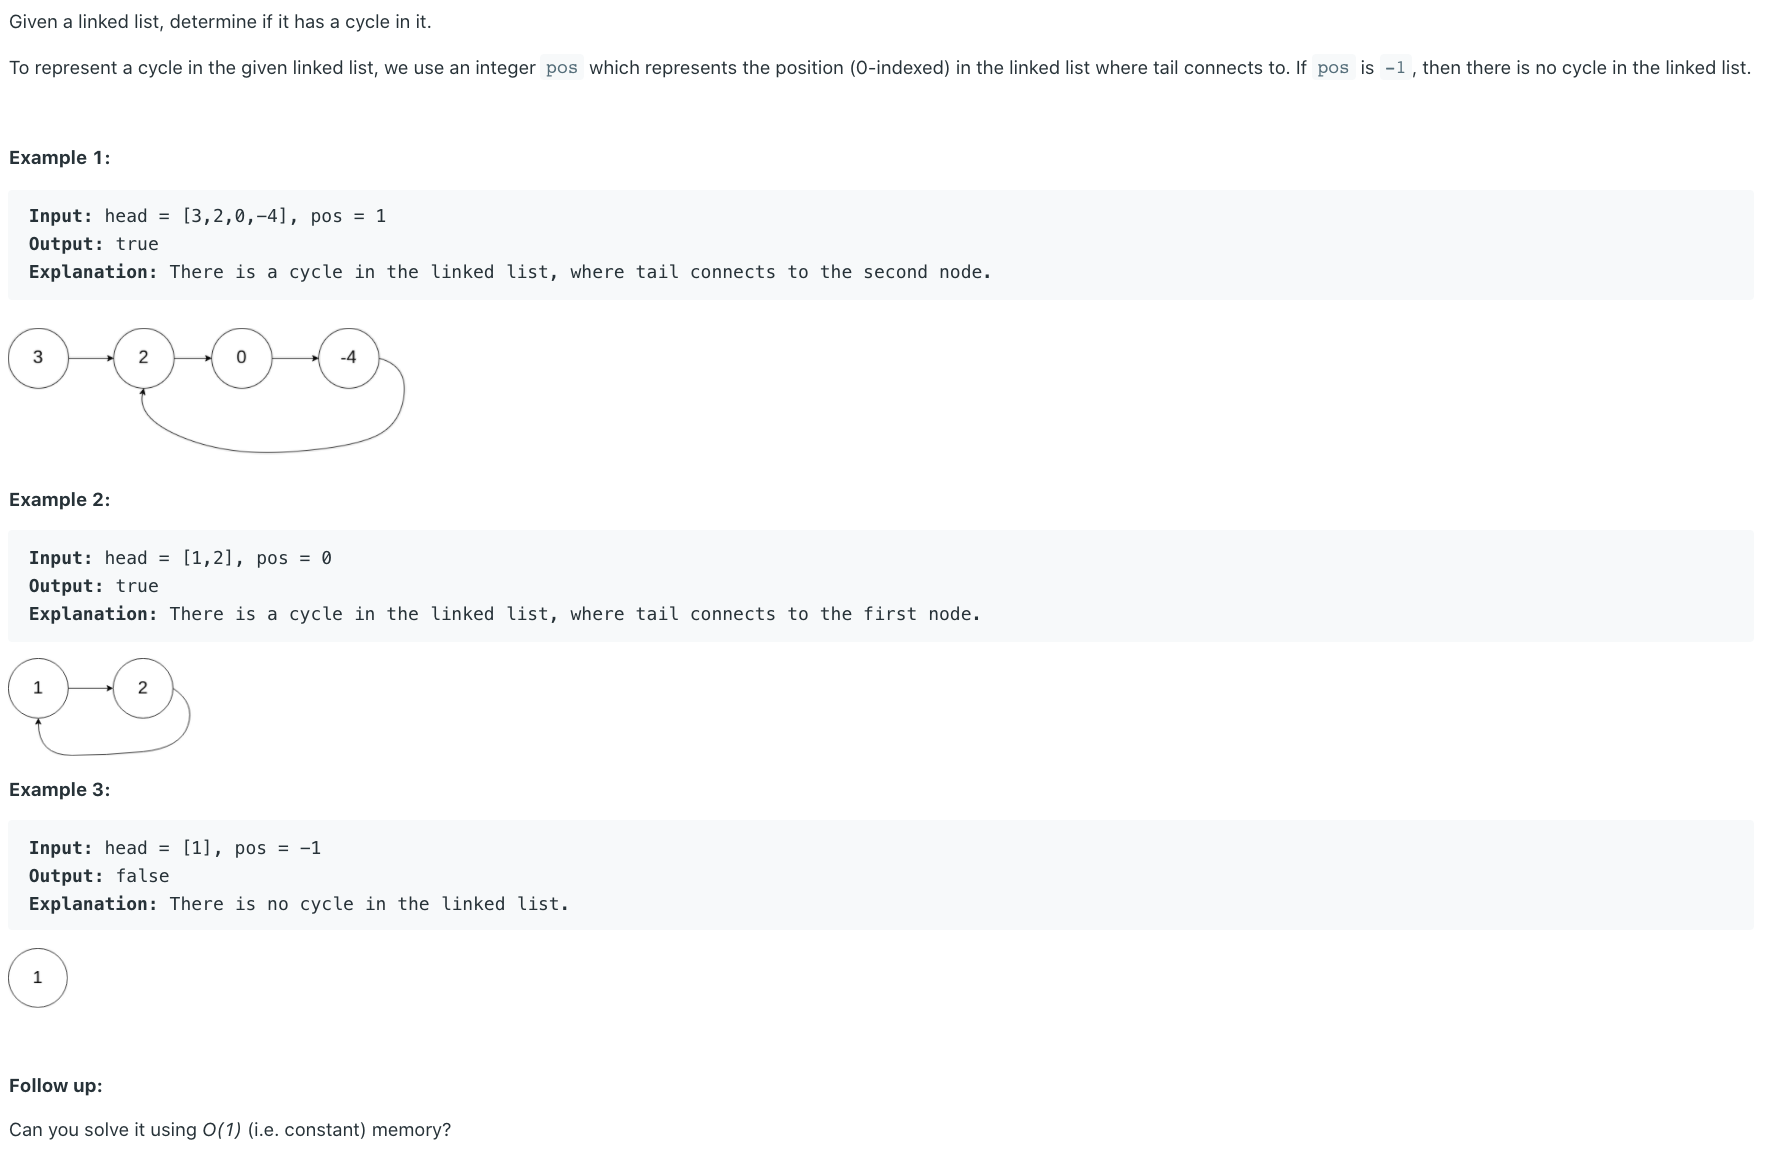 Given a linked list, determine if it has a cycle in it.
To represent a cycle in the given linked list, we use an integer pos which represents the position (0-indexed) in the linked list where tail connects to. If pos is -1, then there is no cycle in the linked list.
Example 1:
Input: head = [3,2,0,-4], pos = 1
Output: true
Explanation: There is a cycle in the linked list, where tail connects to the second node.
3 2 0 -4
Example 2:
Input: head = [1,2], pos = 0
Output: true
Explanation: There is a cycle in the linked list, where tail connects to the first node.
1 2
Example 3:
Input: head = [1], pos = -1
Output: false
Explanation: There is no cycle in the linked list.
1
Follow up:
Can you solve it using O(1) (i.e. constant) memory?